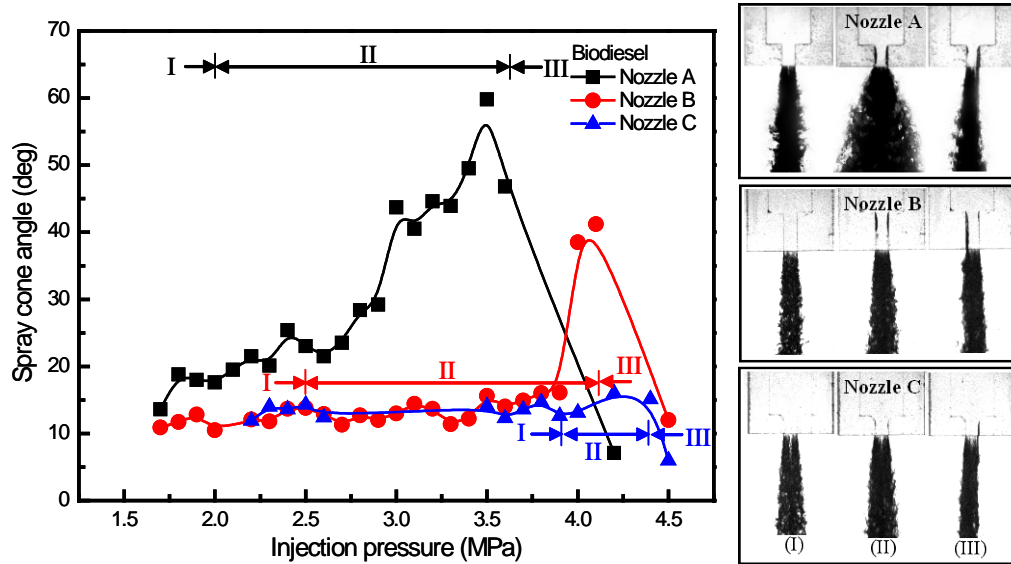 70
60
50
40
30
20
10
0
Spray cone angle (deg)
1.5
2.0
2.5
3.0
3.5
4.0
4.5
Injection pressure (MPa)
I
II
III
Biodiesel
Nozzle A
Nozzle B
Nozzle C
I
II
III
I
II
III
Nozzle A
Nozzle B
Nozzle C
(I)
(II)
(III)